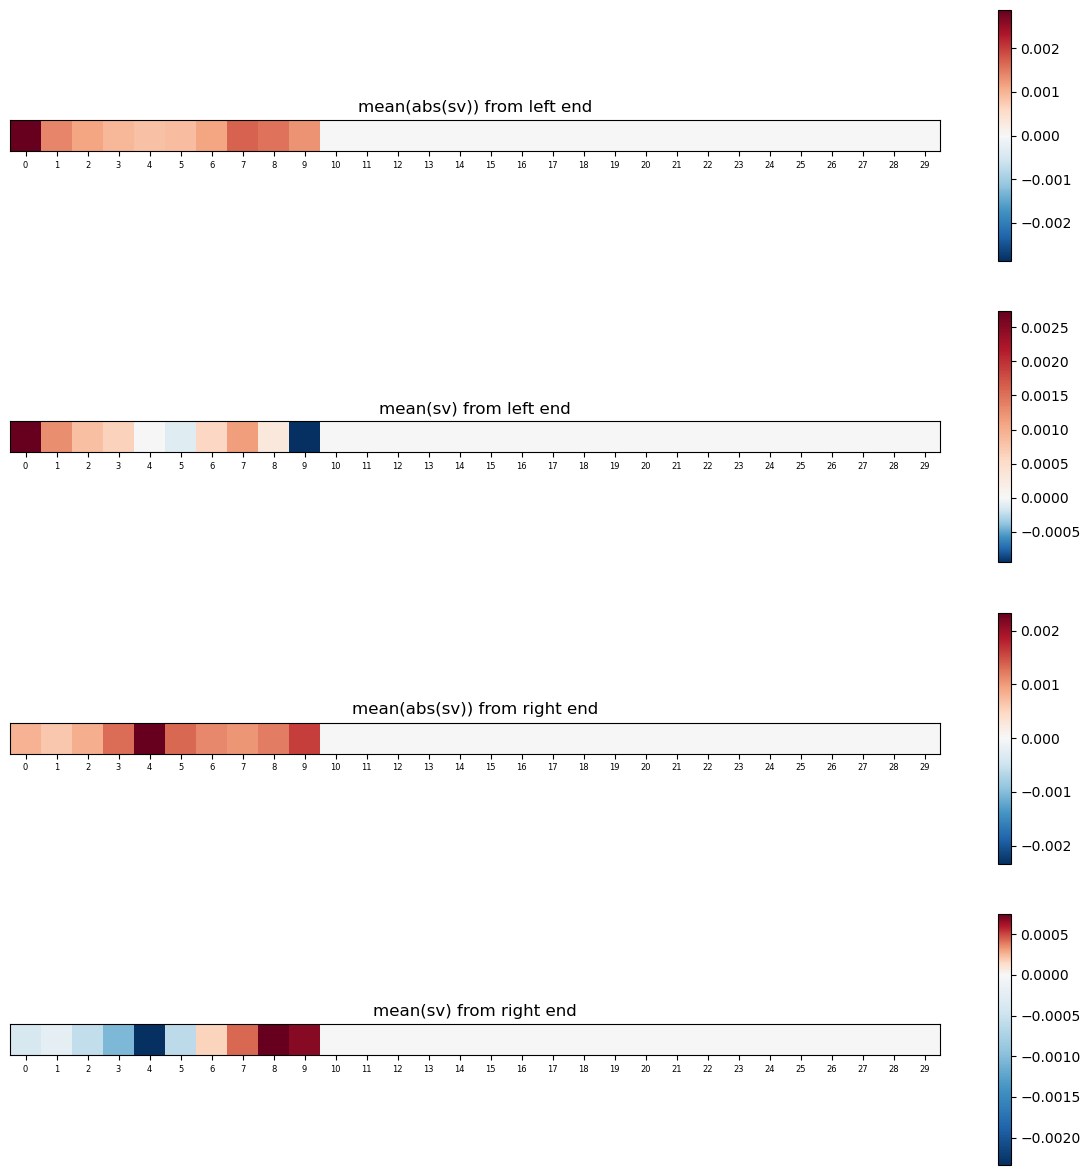 mean(abs(sv)) from left end
0 1 2 3 4 5 6 7 8 9 10 11 12 13 14 15 16 17 18 19 20 21 22 23 24 25 26 27 28 29
0.002
0.001
0.000
−0.001
−0.002
mean(sv) from left end
0 1 2 3 4 5 6 7 8 9 10 11 12 13 14 15 16 17 18 19 20 21 22 23 24 25 26 27 28 29
0.0025
0.0020
0.0015
0.0010
0.0005
0.0000
−0.0005
mean(abs(sv)) from right end
0 1 2 3 4 5 6 7 8 9 10 11 12 13 14 15 16 17 18 19 20 21 22 23 24 25 26 27 28 29
0.002
0.001
0.000
−0.001
−0.002
mean(sv) from right end
0 1 2 3 4 5 6 7 8 9 10 11 12 13 14 15 16 17 18 19 20 21 22 23 24 25 26 27 28 29
0.0005
0.0000
−0.0005
−0.0010
−0.0015
−0.0020